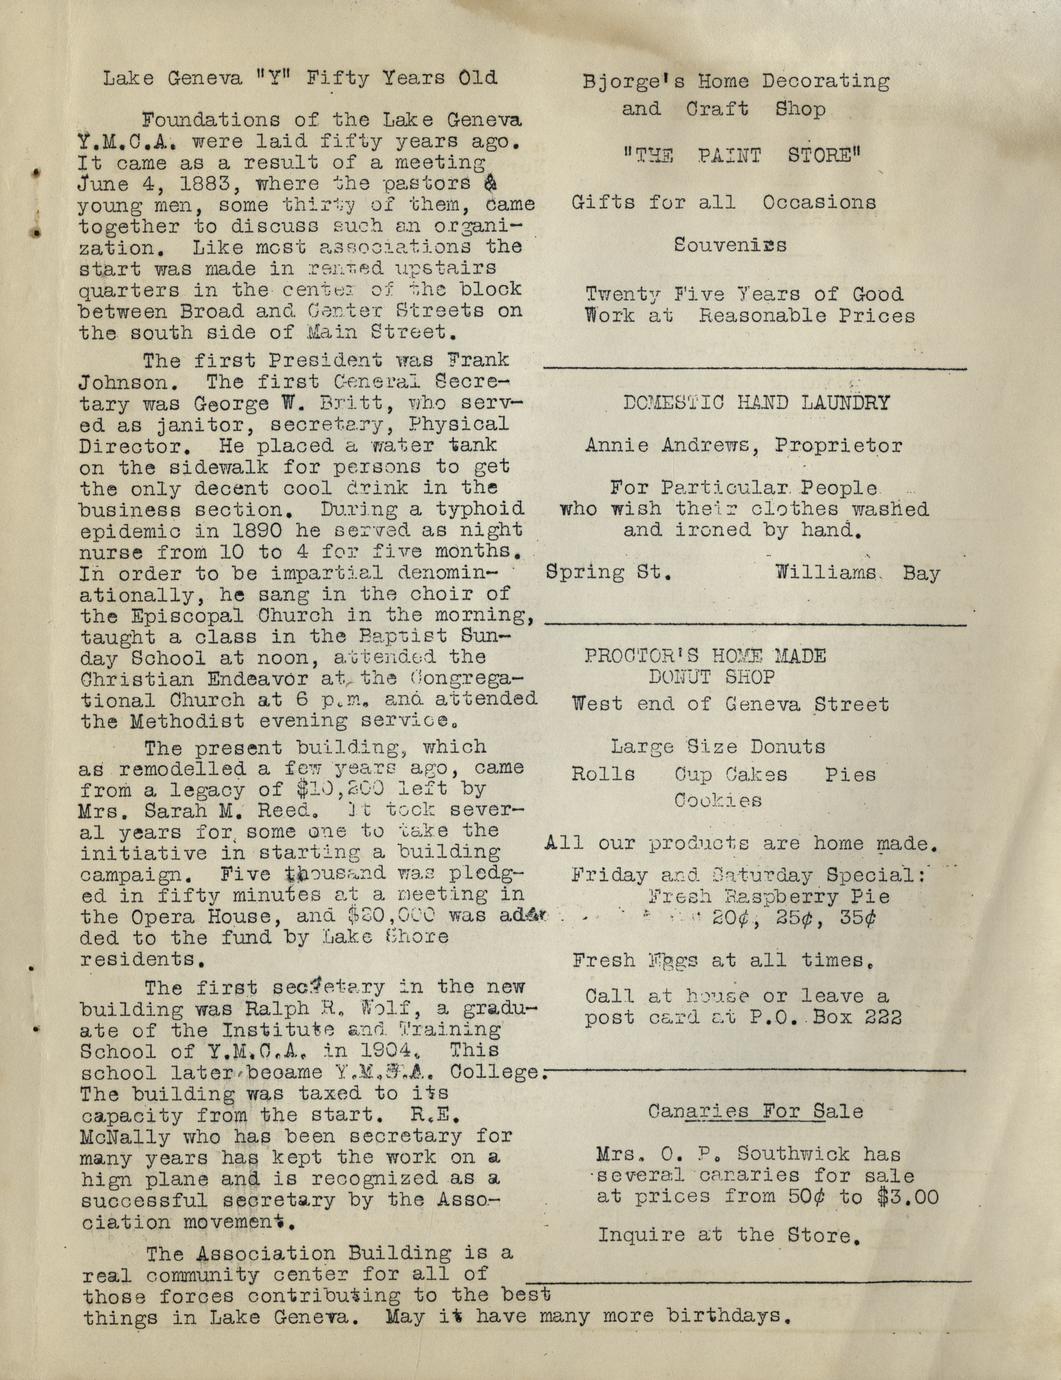 Lake Geneva "Y" Fifty Years Old
Foundations of the Lake Geneva
Y.M.C.A. were laid fifty years ago.
It came as a result of a meeting
June 4, 1883, where the pastors &
young men, some thirty of them, came
together to discuss such an organi-
zation. Like most associations the
start was made in rented upstairs
quarters in the center of the block
between Broad and Center Streets on
the south side of Main Street.
The first President was Frank
Johnson. The first General Secre-
tary was George W. Britt, who serv-
ed as janitor, secretary, Physical
Director. He placed a water tank
on the sidewalk for persons to get
the only decent cool drink in the
business section. During a typhoid
epidemic in 1890 he served as night
nurse from 10 to 4 for five months.
In order to be impartial denomin-
ationally, he sang in the choir of
the Episcopal Church in the morning,
taught a class in the Baptist Sun-
day School at noon, attended the
Christian Endeavor at the Congrega-
tional Church at 6 p.m. and attended
the Methodist evening service.
The present building, which
as remodelled a few years ago, came
from a legacy of $10,200 left by
Mrs. Sarah M. Reed. It took sever-
al years for some one to take the
initiative in starting a building
campaign. Five thousand was pledg-
ed in fifty minutes at a meeting in
the Opera House, and $20,000 was ad-
ded to the fund by Lake Shore
residents.
The first secretary in the new
building was Ralph R. Wolf, a gradu-
ate of the Institute and Training
School of Y.M.C.A. in 1904. This
school later became Y.M.C.A. College.
The building was taxed to its
capacity from the start. R.E.
McNally who has been secretary for
many years has kept the work on a
hign plane and is recognized as a
successful secretary by the Asso-
ciation movement.
The Association Building is a
real community center for all of
those forces contributing to the best
things in Lake Geneva. May it have many more birthdays.
Bjorge's Home Decorating
and Craft Shop
"THE PAINT STORE"
Gifts for all Occasions
Souvenirs
Twenty Five Years of Good
Work at Reasonable Prices
DOMESTIC HAND LAUNDRY
Annie Andrews, Proprietor
For Particular People
who wish their clothes washed
and ironed by hand.
Spring St. Williams Bay
PROCTOR'S HOME MADE
DONUT SHOP
West end of Geneva Street
Large Size Donuts
Rolls Cup Cakes Pies
Cookies
All our products are home made.
Friday and Saturday Special:
Fresh Raspberry Pie
20¢, 25¢, 35¢
Fresh Eggs at all times.
Call at house or leave a
post card at P.O. Box 222
Canaries For Sale
Mrs. O. P. Southwick has
several canaries for sale
at prices from 50¢ to $3.00
Inquire at the Store.